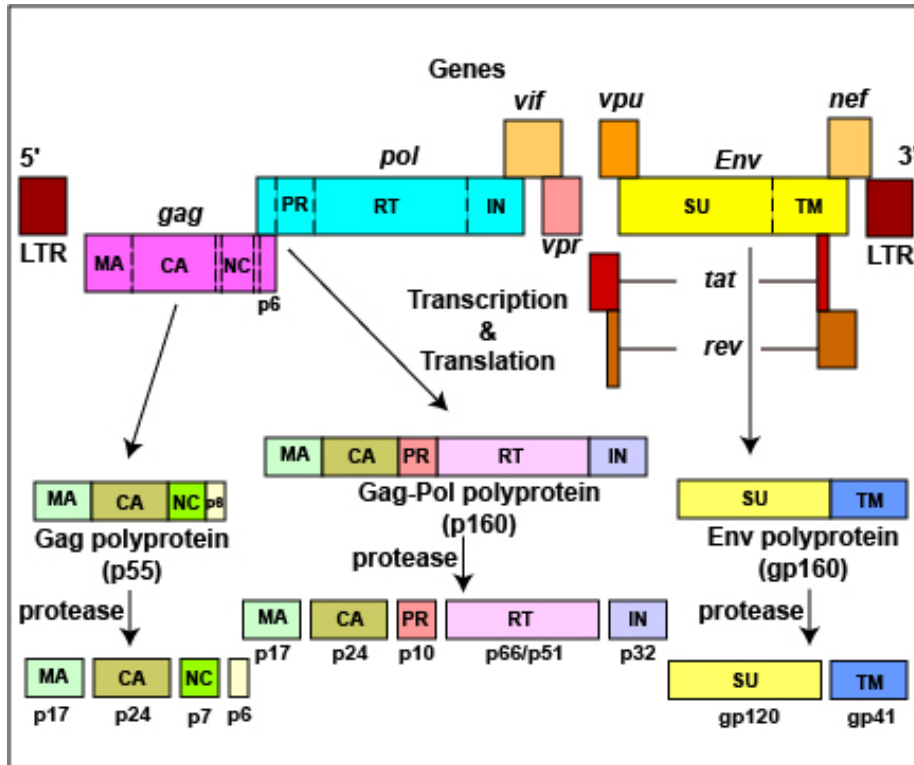 Genes
vif
vpu
nef
5'
pol
Env
3'
PR
RT
IN
SU
TM
gag
LTR
vpr
LTR
MA
CA
NC
p6
Transcription
&
Translation
tat
rev
MA
CA
PR
RT
IN
Gag-Pol polyprotein
(p160)
MA
CA
NC
p6
Gag polyprotein
(p55)
SU
TM
Env polyprotein
(gp160)
protease
protease
protease
MA
CA
PR
RT
IN
p17
p24
p10
p66/p51
p32
MA
CA
NC
p17
p24
p7
p6
SU
TM
gp120
gp41